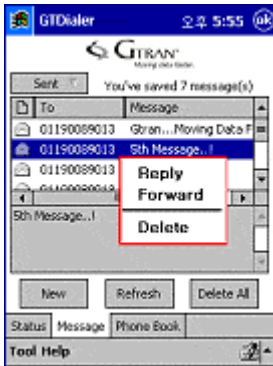 GTDialer 오후 5:55 ok
GTRAN
Moving data faster.
Sent You've saved 7 message(s)
To Message
01190089013 Gtran...Moving Data F
01190089013 5th Message..!
Reply
Forward
Delete
5th Message..!
New Refresh Delete All
Status Message Phone Book
Tool Help